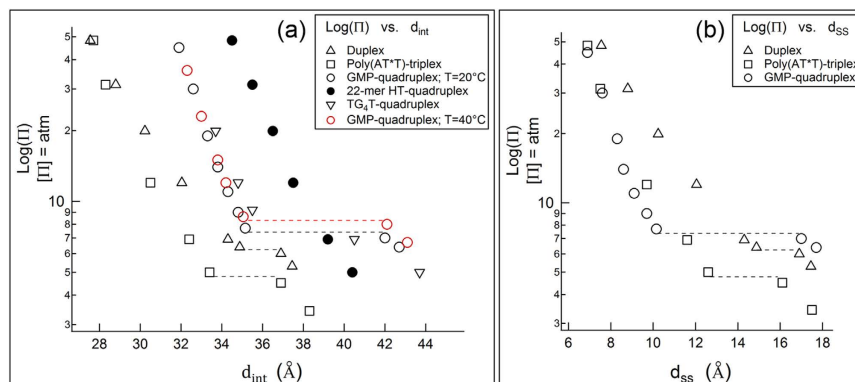 (a)
Log(Π) vs. d_int
Duplex
Poly(AT*T)-triplex
GMP-quadruplex; T=20°C
22-mer HT-quadruplex
TG₄T-quadruplex
GMP-quadruplex; T=40°C
Log(Π)
[Π] = atm
5
4
3
2
10
9
8
7
6
5
4
3
28 30 32 34 36 38 40 42 44
d_int (Å)
(b)
Log(Π) vs. d_SS
Duplex
Poly(AT*T)-triplex
GMP-quadruplex
Log(Π)
[Π] = atm
5
4
3
2
10
9
8
7
6
5
4
3
6 8 10 12 14 16 18
d_ss (Å)